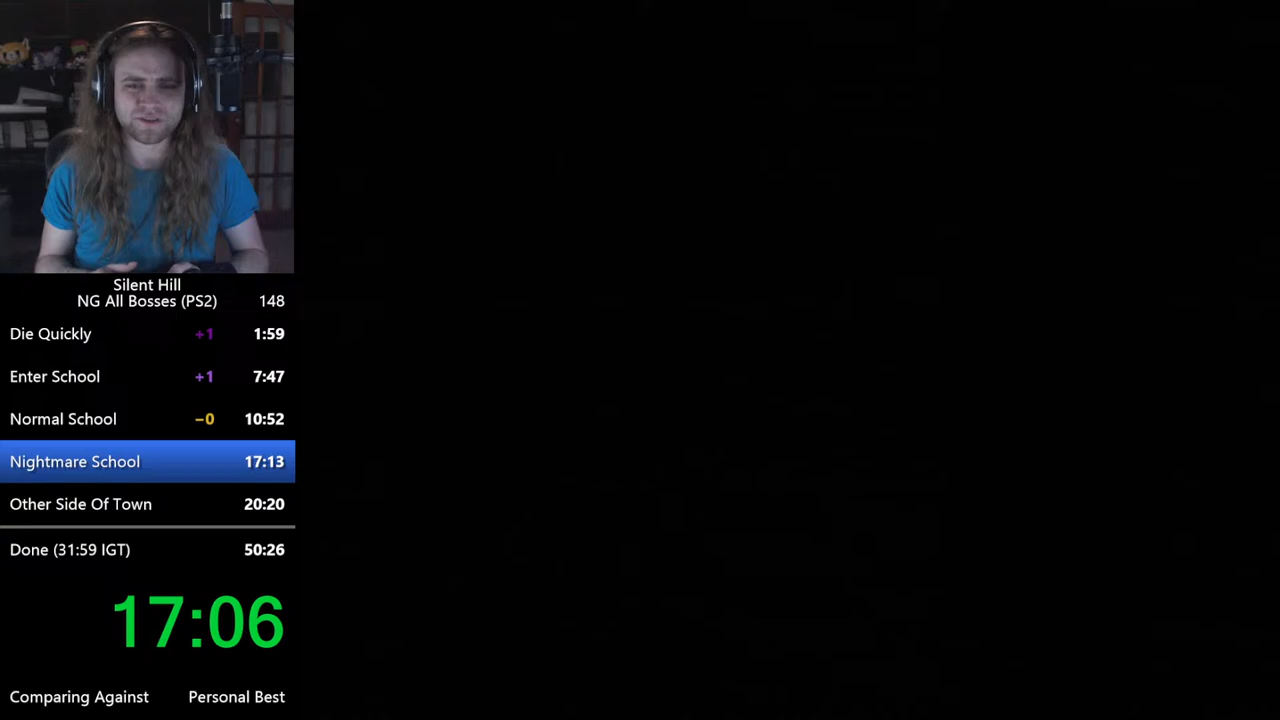 Silent Hill
NG All Bosses (PS2) 148
Die Quickly +1 1:59
Enter School +1 7:47
Normal School −0 10:52
Nightmare School 17:13
Other Side Of Town 20:20
Done (31:59 IGT) 50:26
17:06
Comparing Against Personal Best